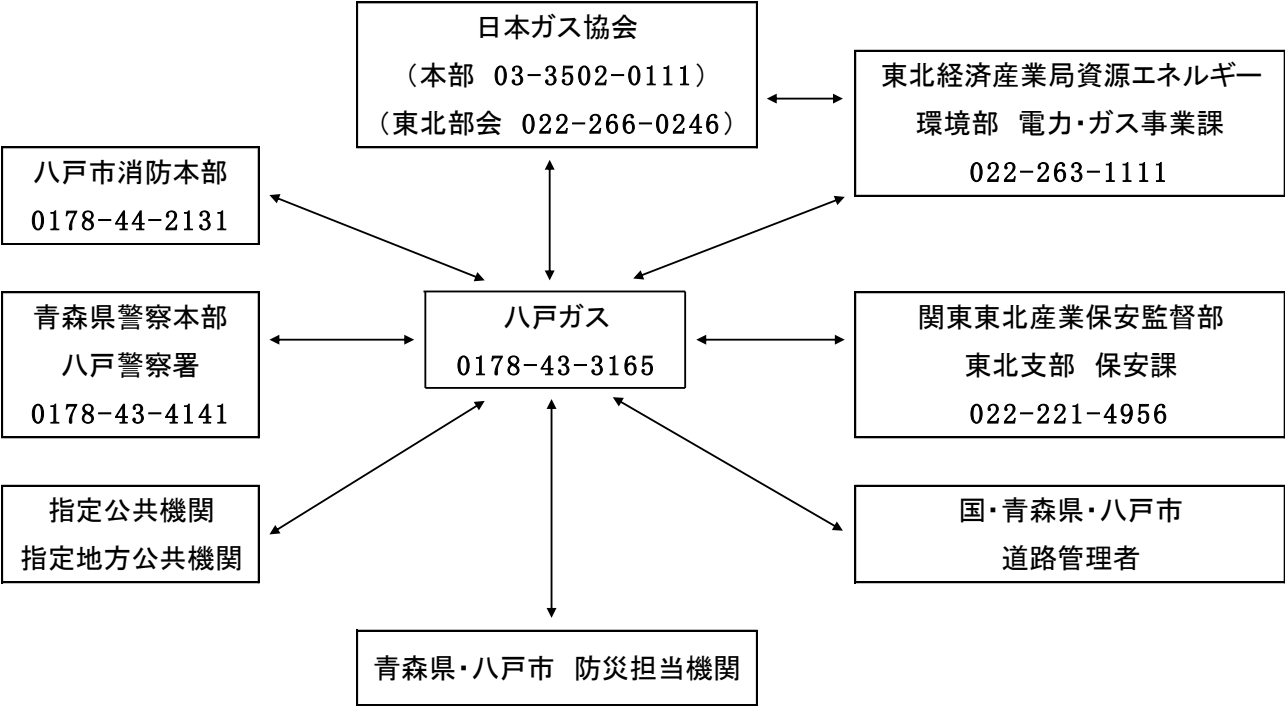 日本ガス協会
（本部 03-3502-0111）
（東北部会 022-266-0246）
東北経済産業局資源エネルギー
環境部 電力・ガス事業課
022-263-1111
八戸市消防本部
0178-44-2131
青森県警察本部
八戸警察署
0178-43-4141
八戸ガス
0178-43-3165
関東東北産業保安監督部
東北支部 保安課
022-221-4956
指定公共機関
指定地方公共機関
国・青森県・八戸市
道路管理者
青森県・八戸市 防災担当機関